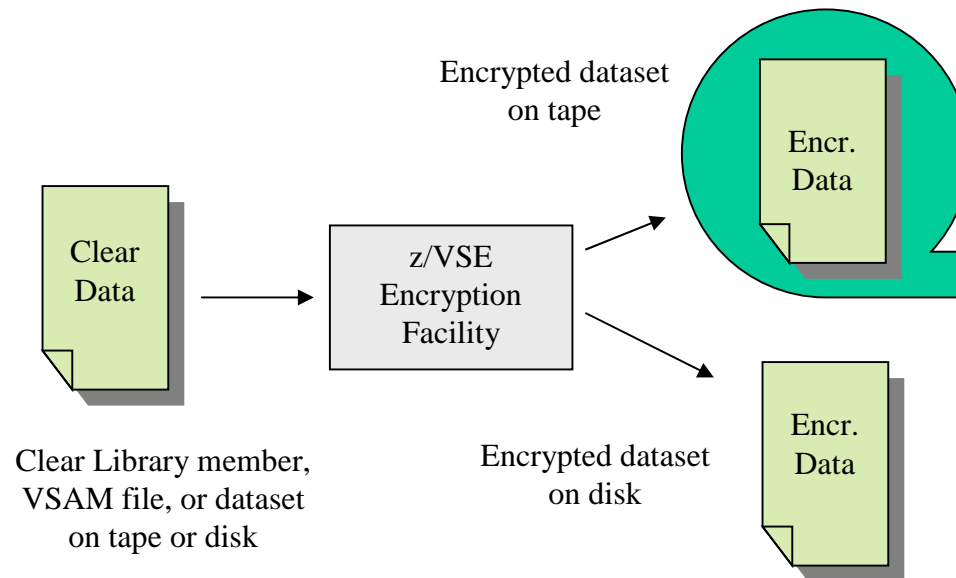 Encrypted dataset
on tape
Encr.
Data
Clear
Data
z/VSE
Encryption
Facility
Clear Library member,
VSAM file, or dataset
on tape or disk
Encrypted dataset
on disk
Encr.
Data